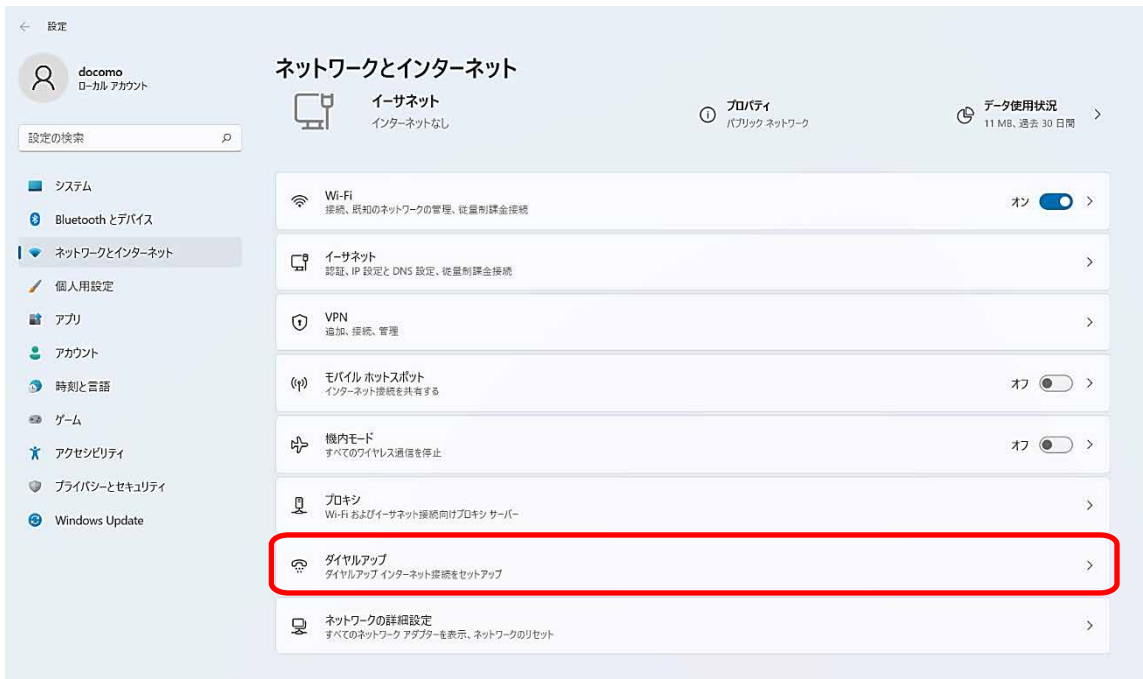 設定
docomo
ローカル アカウント
設定の検索
システム
Bluetooth とデバイス
ネットワークとインターネット
個人用設定
アプリ
アカウント
時刻と言語
ゲーム
アクセシビリティ
プライバシーとセキュリティ
Windows Update
ネットワークとインターネット
イーサネット
インターネットなし
プロパティ
パブリック ネットワーク
データ使用状況
11 MB、過去 30 日間
Wi-Fi
接続、既知のネットワークの管理、従量制課金接続
オン
イーサネット
認証、IP 設定と DNS 設定、従量制課金接続
VPN
追加、接続、管理
モバイル ホットスポット
インターネット接続を共有する
オフ
機内モード
すべてのワイヤレス通信を停止
オフ
プロキシ
Wi-Fi およびイーサネット接続向けプロキシ サーバー
ダイヤルアップ
ダイヤルアップ インターネット接続をセットアップ
ネットワークの詳細設定
すべてのネットワーク アダプターを表示、ネットワークのリセット